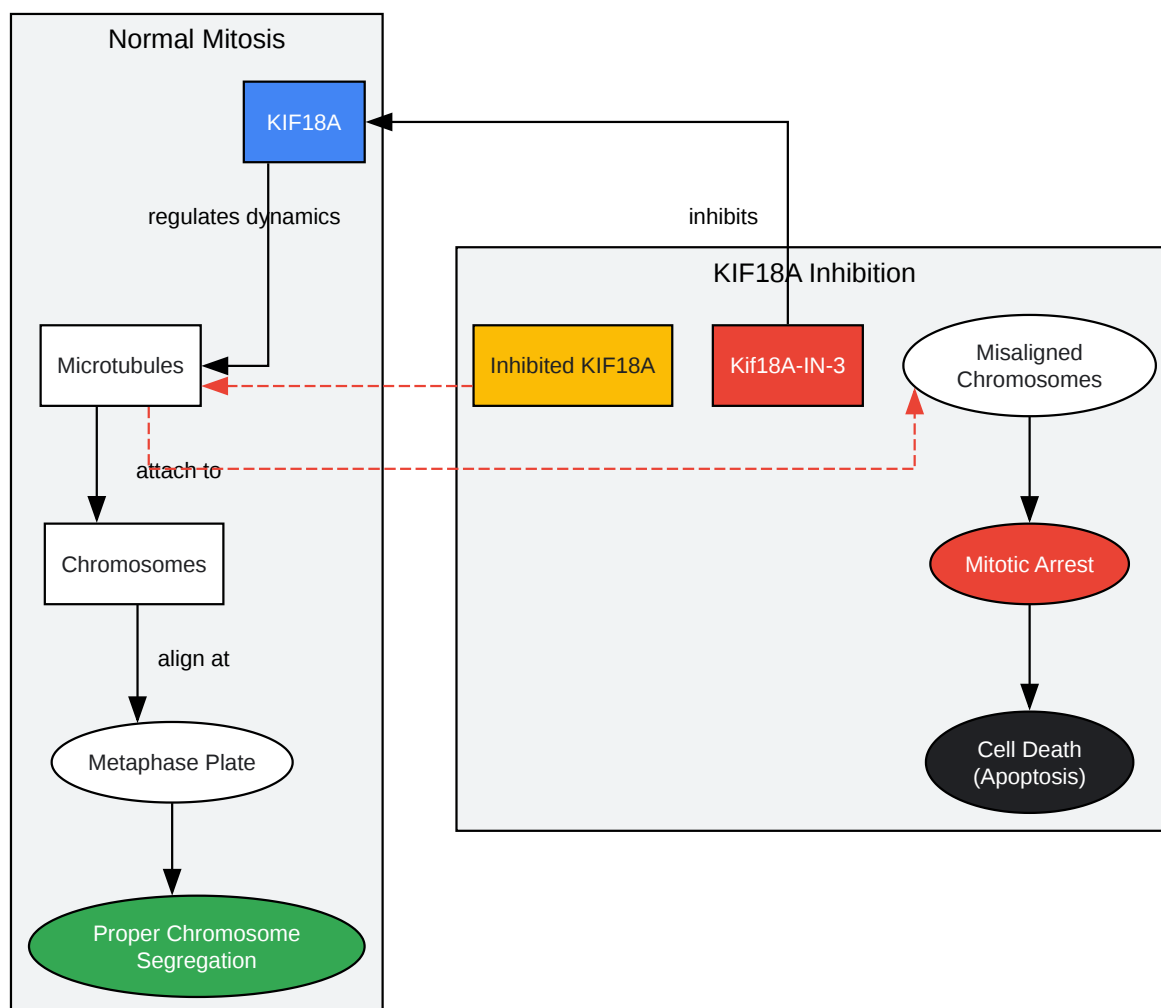 Normal Mitosis
KIF18A
regulates dynamics
inhibits
KIF18A Inhibition
Microtubules
Inhibited KIF18A
Kif18A-IN-3
Misaligned
Chromosomes
attach to
Chromosomes
Mitotic Arrest
align at
Metaphase Plate
Cell Death
(Apoptosis)
Proper Chromosome
Segregation